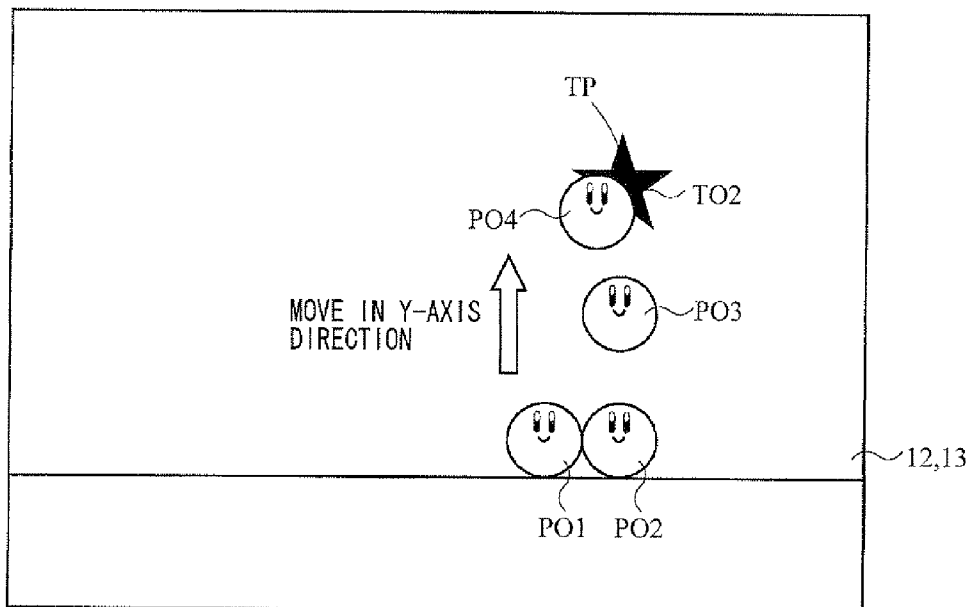 TP
TO2
PO4
MOVE IN Y-AXIS
DIRECTION
PO3
12,13
PO1
PO2